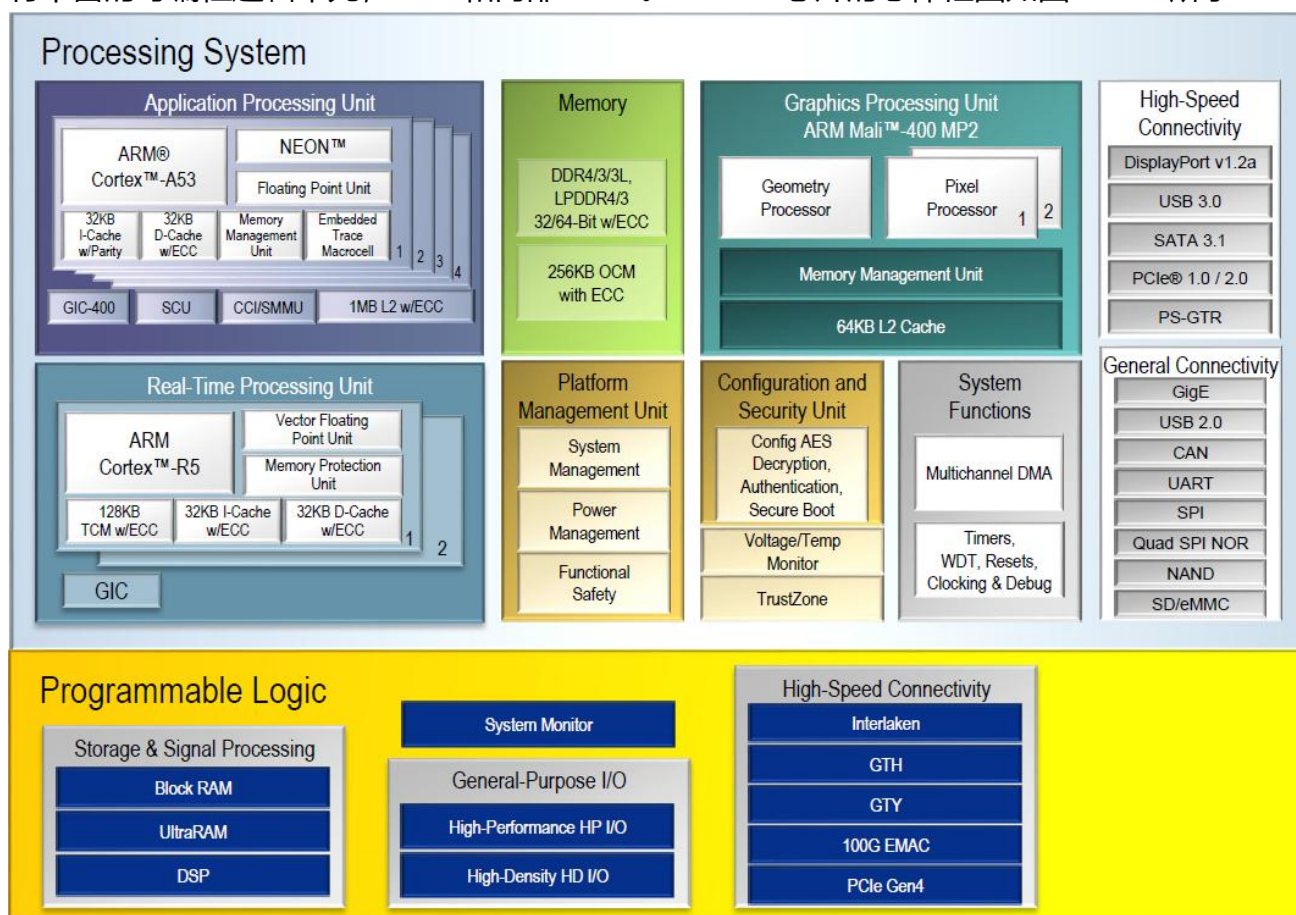 Processing System
Application Processing Unit
ARM®
Cortex™-A53
NEON™
Floating Point Unit
32KB
I-Cache
w/Parity
32KB
D-Cache
w/ECC
Memory
Management
Unit
Embedded
Trace
Macrocell
1
2
3
4
GIC-400
SCU
CCI/SMMU
1MB L2 w/ECC
Memory
DDR4/3/3L,
LPDDR4/3
32/64-Bit w/ECC
256KB OCM
with ECC
Graphics Processing Unit
ARM Mali™-400 MP2
Geometry
Processor
Pixel
Processor
1
2
Memory Management Unit
64KB L2 Cache
High-Speed
Connectivity
DisplayPort v1.2a
USB 3.0
SATA 3.1
PCIe® 1.0 / 2.0
PS-GTR
Real-Time Processing Unit
ARM
Cortex™-R5
Vector Floating
Point Unit
Memory Protection
Unit
128KB
TCM w/ECC
32KB I-Cache
w/ECC
32KB D-Cache
w/ECC
1
2
GIC
Platform
Management Unit
System
Management
Power
Management
Functional
Safety
Configuration and
Security Unit
Config AES
Decryption,
Authentication,
Secure Boot
Voltage/Temp
Monitor
TrustZone
System
Functions
Multichannel DMA
Timers,
WDT, Resets,
Clocking & Debug
General Connectivity
GigE
USB 2.0
CAN
UART
SPI
Quad SPI NOR
NAND
SD/eMMC
Programmable Logic
Storage & Signal Processing
Block RAM
UltraRAM
DSP
System Monitor
General-Purpose I/O
High-Performance HP I/O
High-Density HD I/O
High-Speed Connectivity
Interlaken
GTH
GTY
100G EMAC
PCIe Gen4